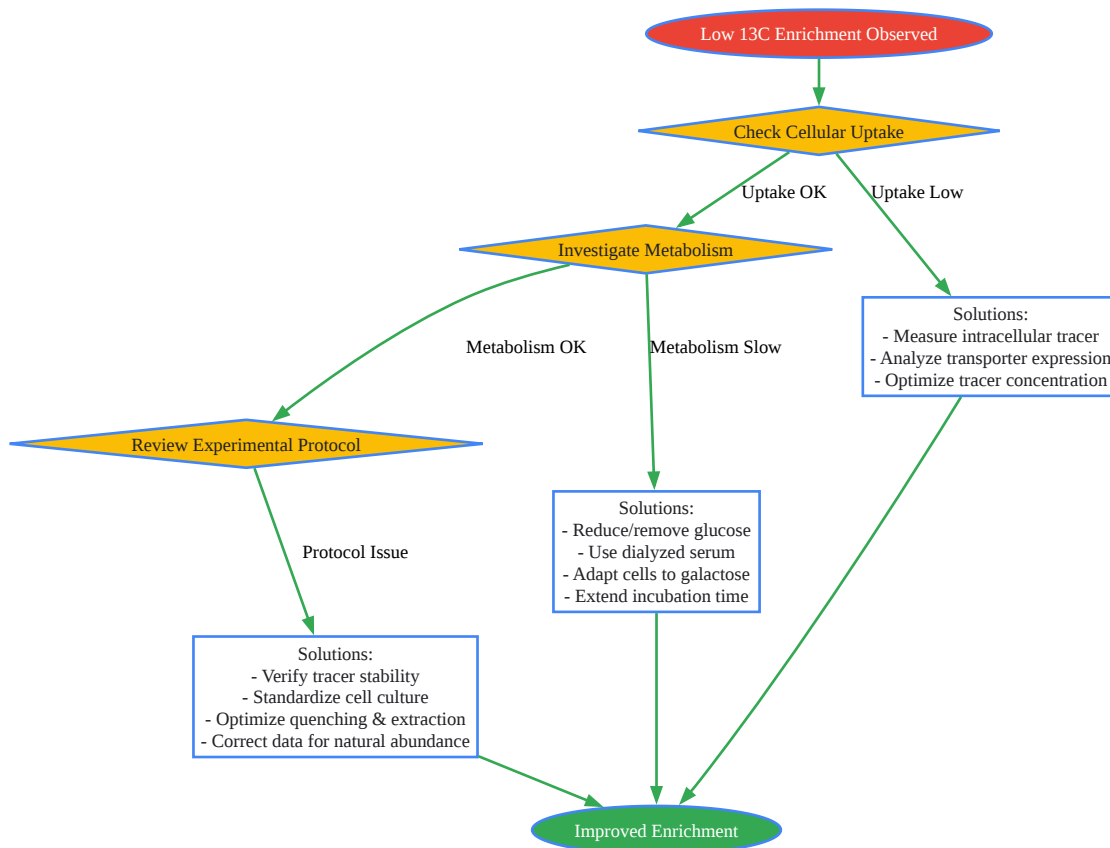 Low 13C Enrichment Observed
Check Cellular Uptake
Uptake OK
Uptake Low
Investigate Metabolism
Solutions:
- Measure intracellular tracer
- Analyze transporter expression
- Optimize tracer concentration
Metabolism OK
Metabolism Slow
Review Experimental Protocol
Solutions:
- Reduce/remove glucose
- Use dialyzed serum
- Adapt cells to galactose
- Extend incubation time
Protocol Issue
Solutions:
- Verify tracer stability
- Standardize cell culture
- Optimize quenching & extraction
- Correct data for natural abundance
Improved Enrichment